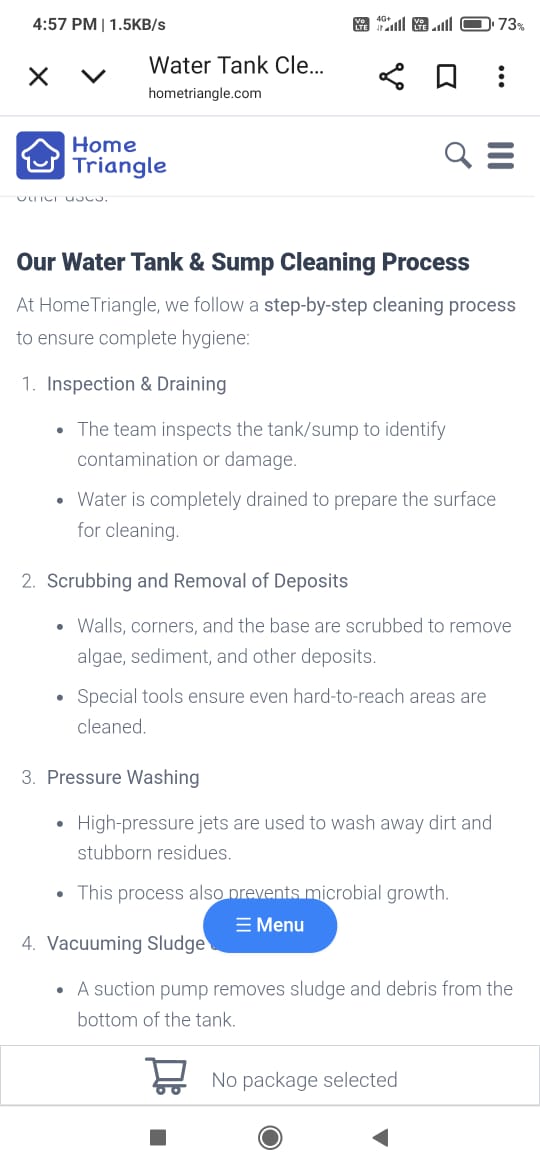 4:57 PM | 1.5KB/s
Vo LTE 4G+ Vo LTE 73%
Water Tank Cle...
hometriangle.com
Home
Triangle
other uses.
Our Water Tank & Sump Cleaning Process
At HomeTriangle, we follow a step-by-step cleaning process
to ensure complete hygiene:
1. Inspection & Draining
• The team inspects the tank/sump to identify
contamination or damage.
• Water is completely drained to prepare the surface
for cleaning.
2. Scrubbing and Removal of Deposits
• Walls, corners, and the base are scrubbed to remove
algae, sediment, and other deposits.
• Special tools ensure even hard-to-reach areas are
cleaned.
3. Pressure Washing
• High-pressure jets are used to wash away dirt and
stubborn residues.
• This process also prevents microbial growth.
Menu
4. Vacuuming Sludge
• A suction pump removes sludge and debris from the
bottom of the tank.
No package selected